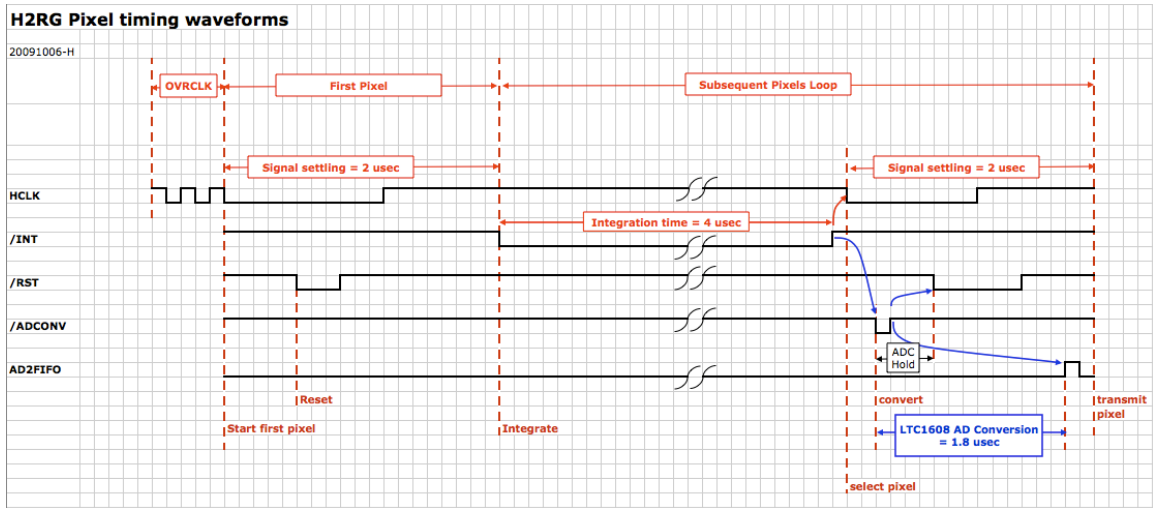 H2RG Pixel timing waveforms
20091006-H
OVRCLK
First Pixel
Subsequent Pixels Loop
Signal settling = 2 usec
Signal settling = 2 usec
HCLK
Integration time = 4 usec
/INT
/RST
/ADCONV
ADC
Hold
AD2FIFO
Reset
convert
transmit
pixel
Start first pixel
Integrate
LTC1608 AD Conversion
= 1.8 usec
select pixel